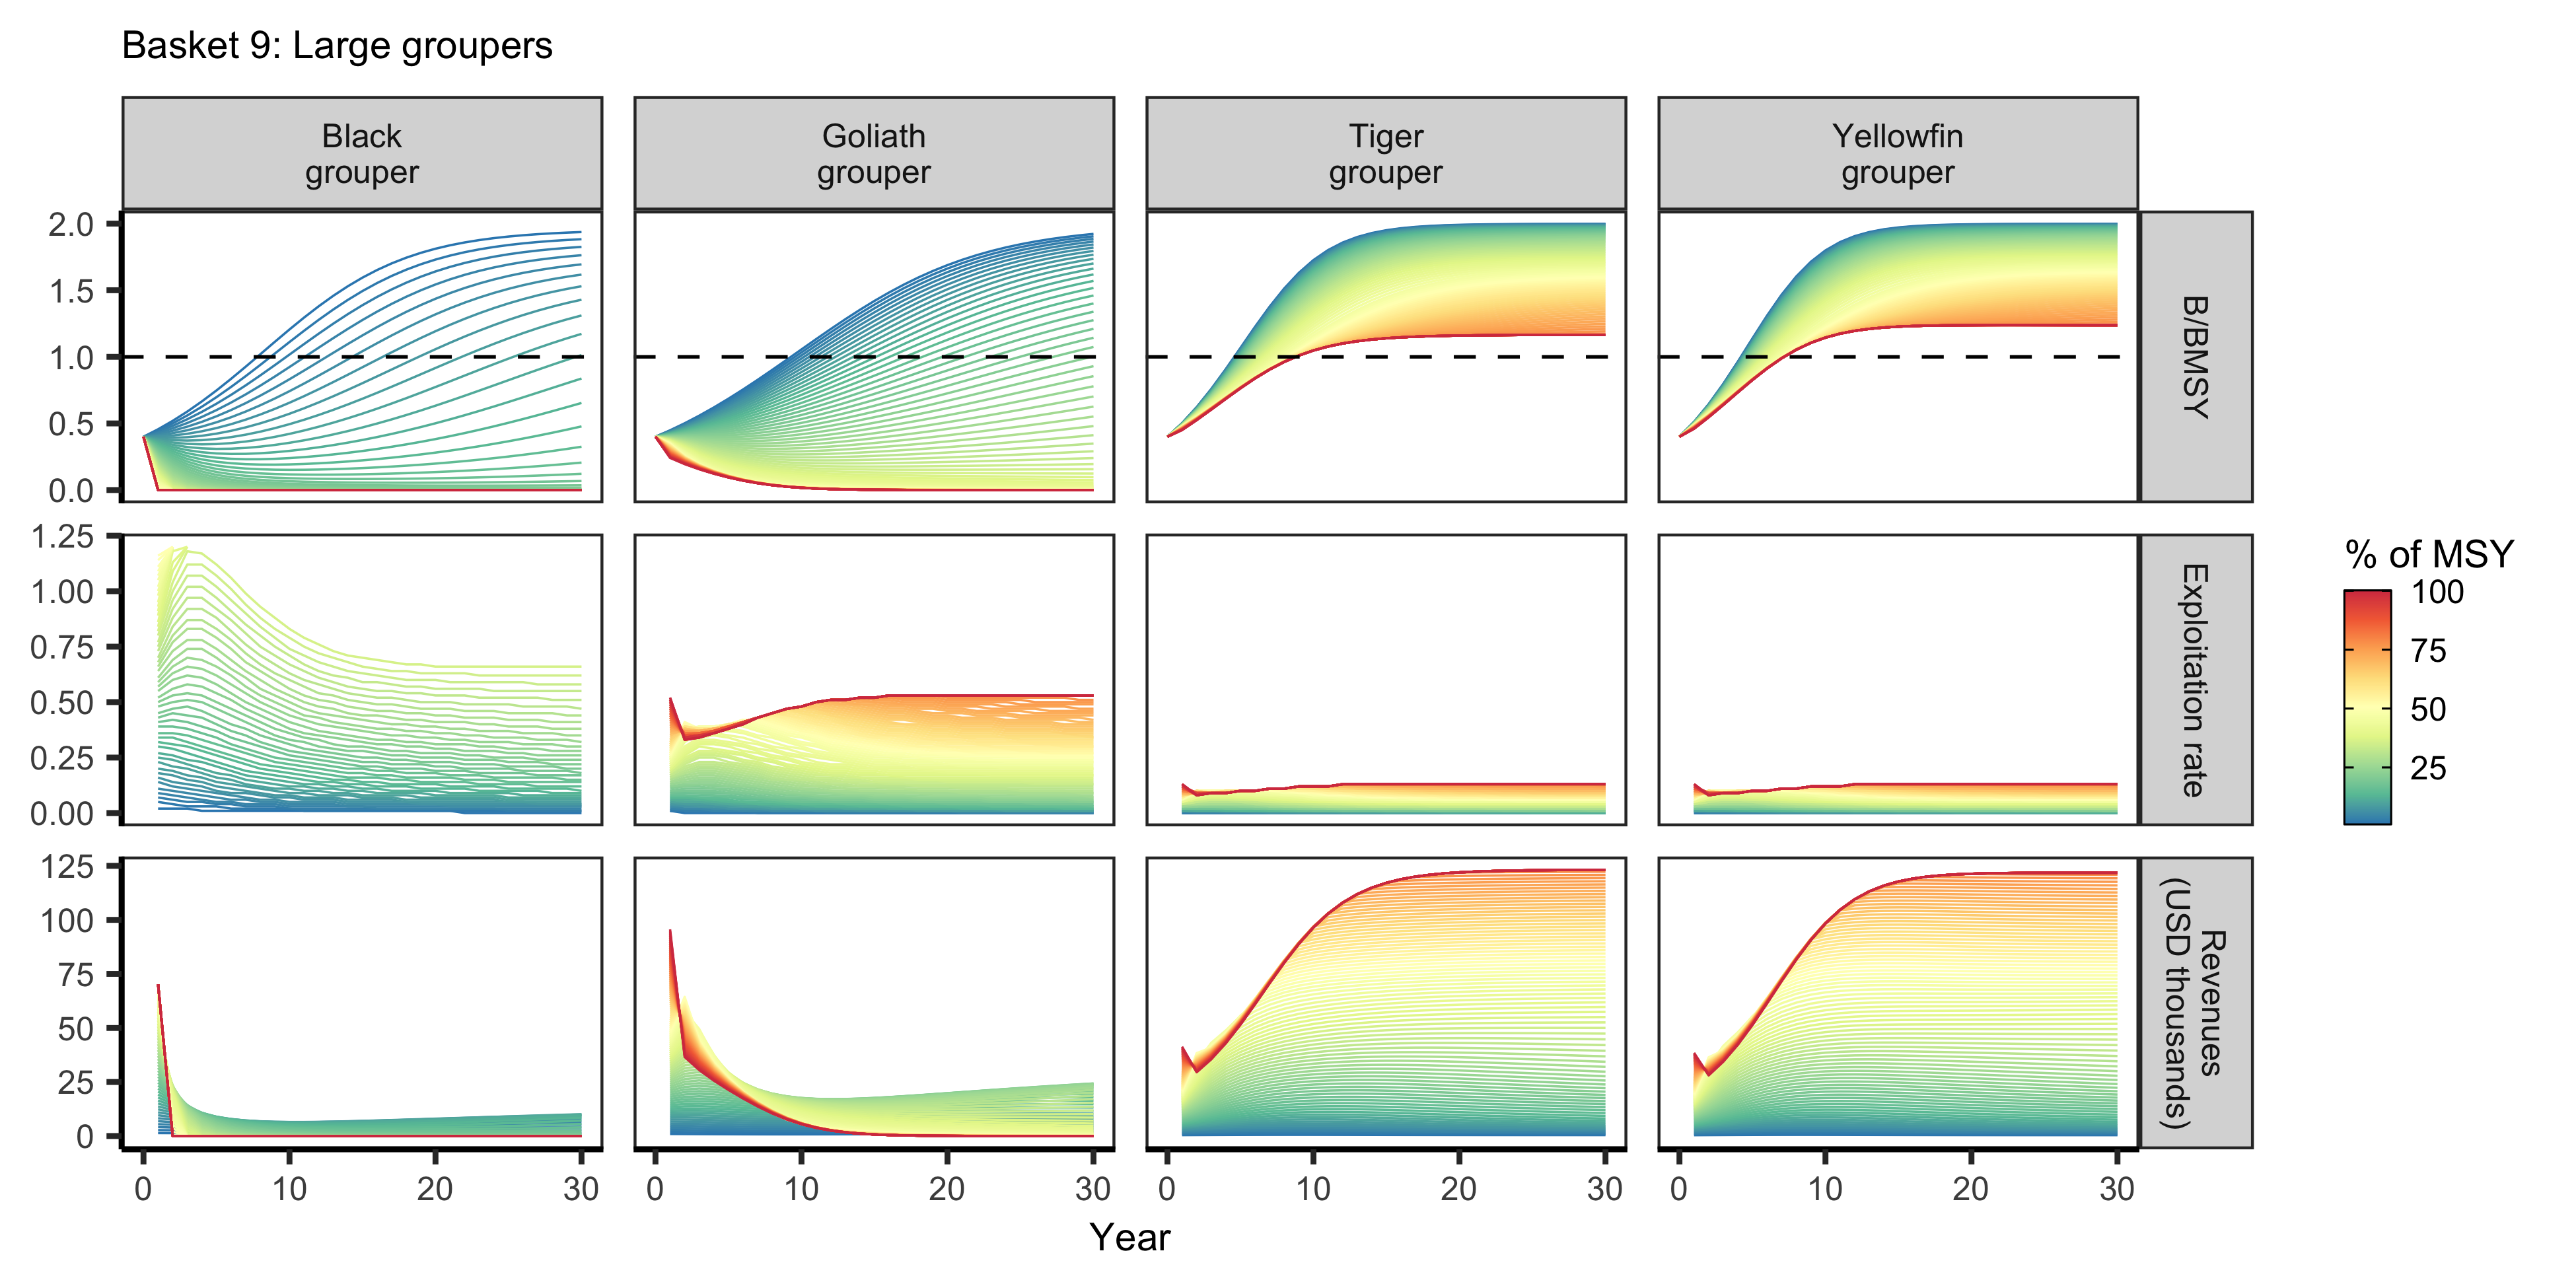 Basket 9: Large groupers
Black
grouper
Goliath
grouper
Tiger
grouper
Yellowfin
grouper
2.0
1.5
1.0
0.5
0.0
B/BMSY
1.25
1.00
0.75
0.50
0.25
0.00
Exploitation rate
125
100
75
50
25
0
Revenues
(USD thousands)
0 10 20 30
0 10 20 30
0 10 20 30
0 10 20 30
Year
% of MSY
100
75
50
25